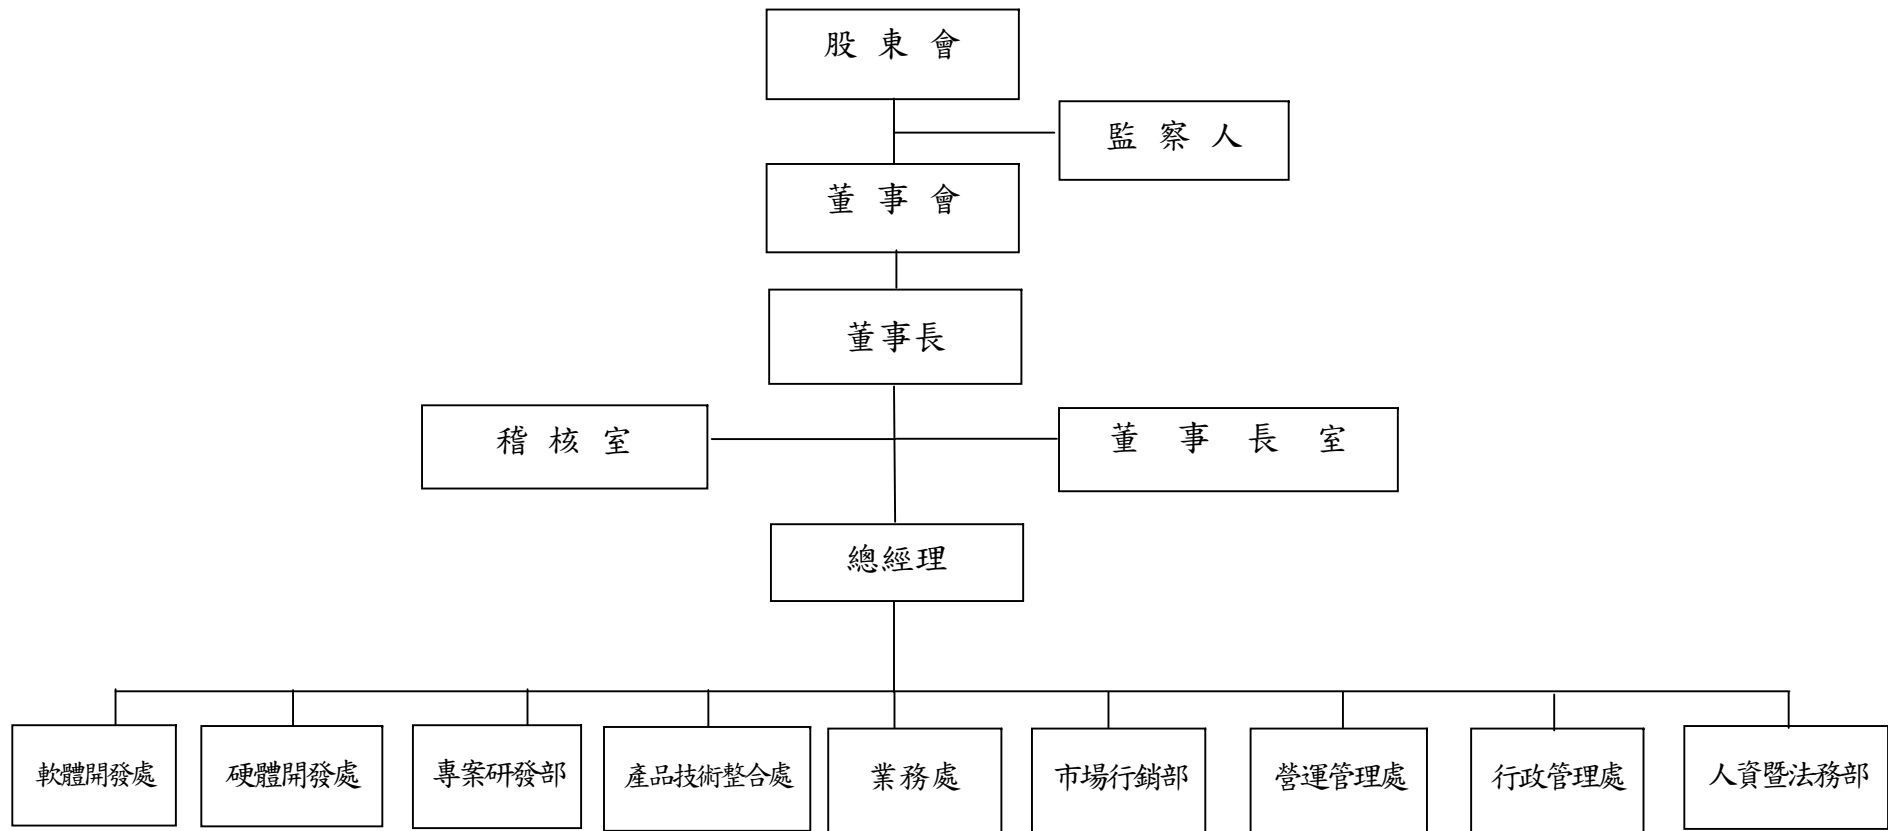 股東會
監察人
董事會
董事長
稽核室
董事長室
總經理
軟體開發處
硬體開發處
專案研發部
產品技術整合處
業務處
市場行銷部
營運管理處
行政管理處
人資暨法務部